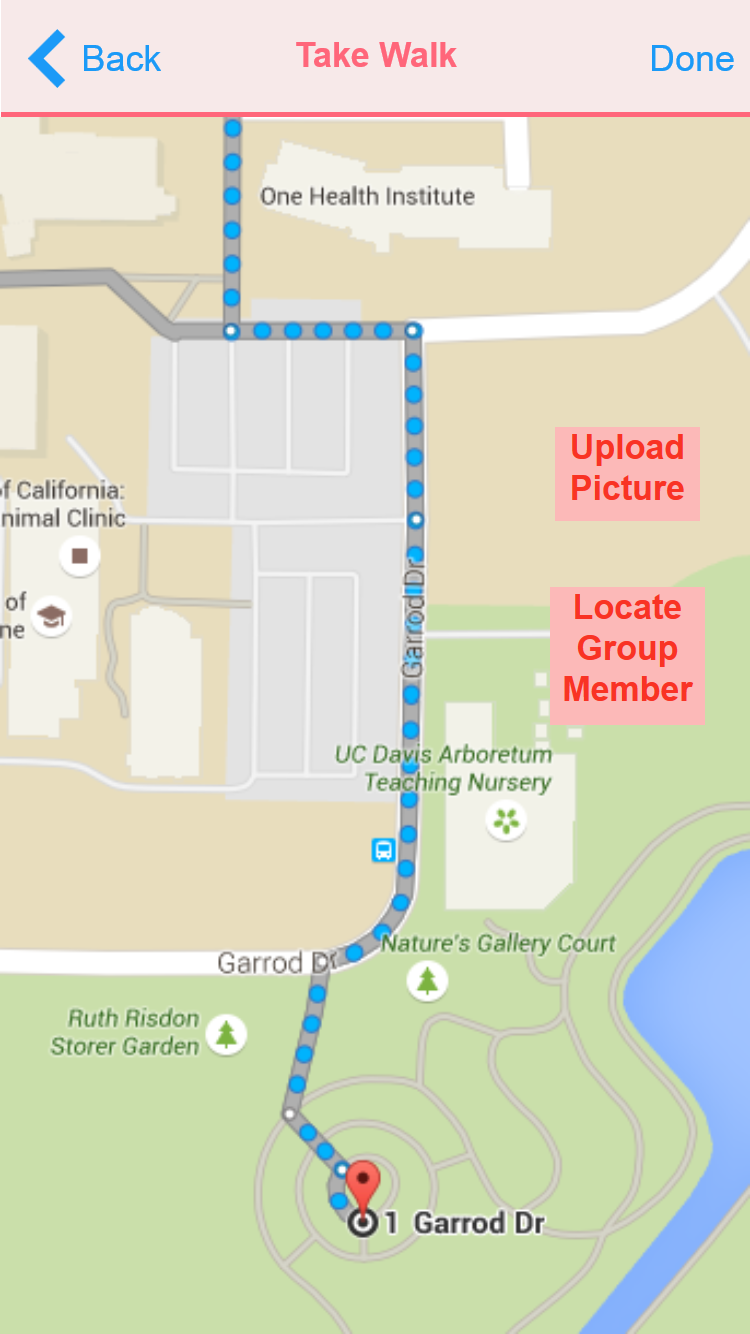 Back
Take Walk
Done
One Health Institute
Upload
Picture
of California:
nimal Clinic
Garrod Dr
of
ne
Locate
Group
Member
UC Davis Arboretum
Teaching Nursery
Nature's Gallery Court
Garrod Dr
Ruth Risdon
Storer Garden
1 Garrod Dr